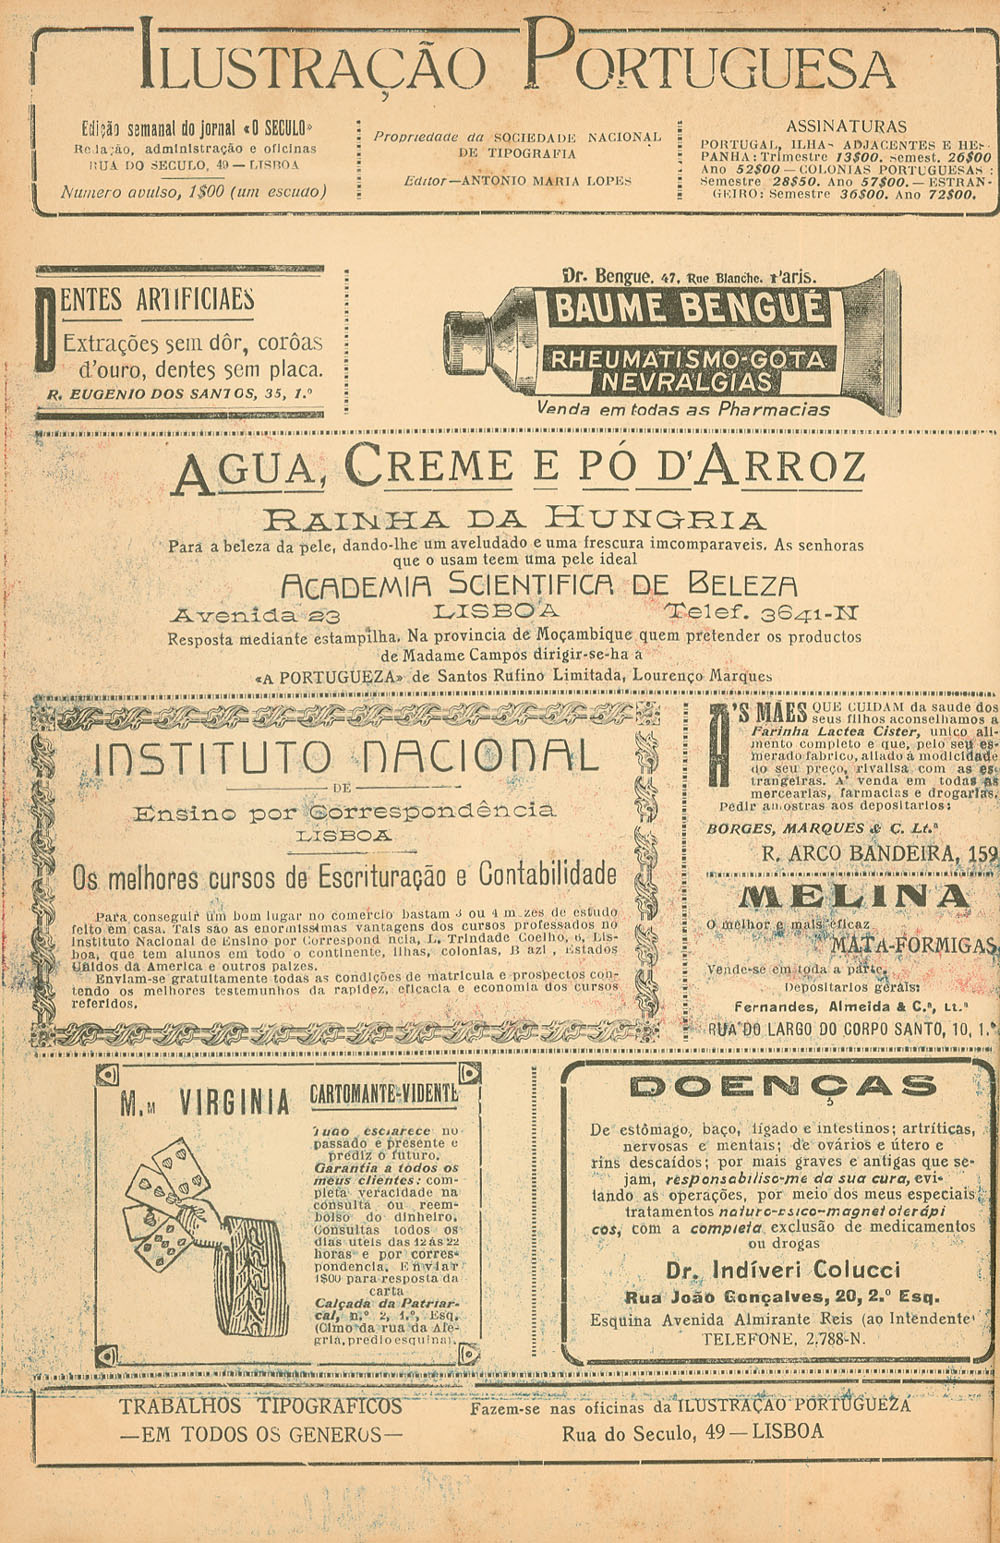 ILUSTRAÇÃO PORTUGUESA
Edição semanal do jornal «O SECULO»
Redação, administração e oficinas
RUA DO SECULO, 49 — LISBOA
Numero avulso, 1$00 (um escudo)
Propriedade da SOCIEDADE NACIONAL
DE TIPOGRAFIA
Editor—ANTONIO MARIA LOPES
ASSINATURAS
PORTUGAL, ILHAS ADJACENTES E HES-
PANHA: Trimestre 13$00. Semest. 26$00
Ano 52$00 — COLONIAS PORTUGUESAS:
Semestre 28$50. Ano 57$00. — ESTRAN-
GEIRO: Semestre 36$00. Ano 72$00.
DENTES ARTIFICIAES
Extrações sem dôr, corôas
d'ouro, dentes sem placa.
R. EUGENIO DOS SANTOS, 35, 1.º
Dr. Bengue, 47, Rue Blanche, Paris.
BAUME BENGUÉ
RHEUMATISMO-GOTA
NEVRALGIAS
Venda em todas as Pharmacias
AGUA, CREME E PÓ D'ARROZ
RAINHA DA HUNGRIA
Para a beleza da pele, dando-lhe um aveludado e uma frescura imcomparaveis. As senhoras
que o usam teem uma pele ideal
ACADEMIA SCIENTIFICA DE BELEZA
Avenida 23 LISBOA Telef. 3641-N
Resposta mediante estampilha. Na provincia de Moçambique quem pretender os productos
de Madame Campos dirigir-se-ha a
«A PORTUGUEZA» de Santos Rufino Limitada, Lourenço Marques
INSTITUTO NACIONAL
— DE —
Ensino por Correspondência
LISBOA
Os melhores cursos de Escrituração e Contabilidade
Para conseguir um bom lugar no comercio bastam 3 ou 4 mezes de estudo
feito em casa. Tais são as enormissimas vantagens dos cursos professados no
Instituto Nacional de Ensino por Correspond ncia, L. Trindade Coelho, 6, Lis-
boa, que tem alunos em todo o continente, ilhas, colonias, B azil, Estados
Unidos da America e outros paizes.
Enviam-se gratuitamente todas as condições de matricula e prospectos con-
tendo os melhores testemunhos da rapidez, eficacia e economia dos cursos
referidos.
A'S MÃES QUE CUIDAM da saude dos
seus filhos aconselhamos a
Farinha Lactea Cister, unico ali-
mento completo e que, pelo seu es-
merado fabrico, aliado á modicidade
do seu preço, rivalisa com as es-
trangeiras. A' venda em todas as
mercearias, farmacias e drogarias.
Pedir amostras aos depositarios:
BORGES, MARQUES & C. Lt.ª
R. ARCO BANDEIRA, 159
MELINA
O melhor e mais eficaz
MATA-FORMIGAS
Vende-se em toda a parte.
Depositarios gerais:
Fernandes, Almeida & C.ª, Lt.ª
RUA DO LARGO DO CORPO SANTO, 10, 1.º
M.ᴍ VIRGINIA
CARTOMANTE-VIDENTE
Tudo esclarece no
passado e presente e
prediz o futuro.
Garantia a todos os
meus clientes: com-
pleta veracidade na
consulta ou reem-
bolso do dinheiro.
Consultas todos os
dias uteis das 12 ás 22
horas e por corres-
pondencia. Enviar
1$00 para resposta da
carta
Calçada da Patriar-
cal, n.º 2, 1.º, Esq.
(Cimo da rua da Ale-
gria, predio esquina).
DOENÇAS
De estômago, baço, ligado e intestinos; artríticas,
nervosas e mentais; de ovários e útero e
rins descaídos; por mais graves e antigas que se-
jam, responsabiliso-me da sua cura, evi-
tando as operações, por meio dos meus especiais
tratamentos naturo-psico-magnetoterápi
cos, com a completa exclusão de medicamentos
ou drogas
Dr. Indíveri Colucci
Rua João Gonçalves, 20, 2.º Esq.
Esquina Avenida Almirante Reis (ao Intendente)
TELEFONE, 2.788-N.
TRABALHOS TIPOGRAFICOS
—EM TODOS OS GENEROS—
Fazem-se nas oficinas da ILUSTRAÇÃO PORTUGUEZA
Rua do Seculo, 49 — LISBOA